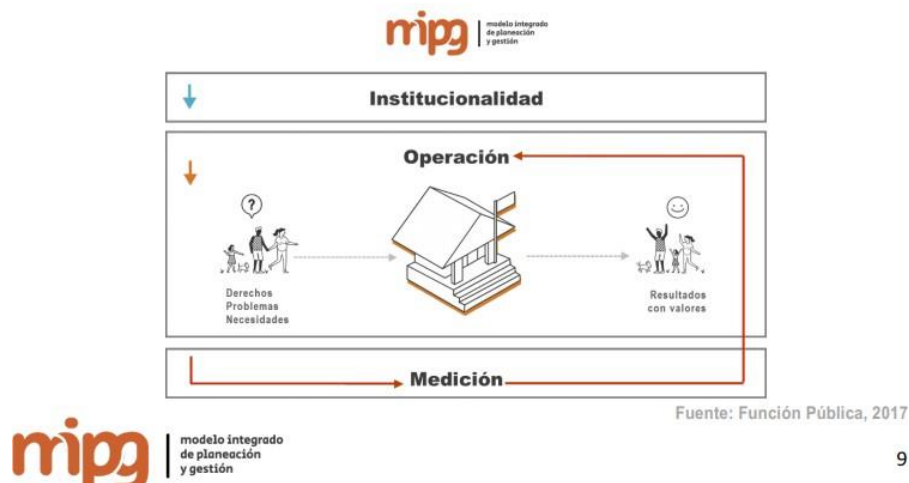 mipg
modelo integrado
de planeación
y gestión
Institucionalidad
Operación
?
Derechos
Problemas
Necesidades
Resultados
con valores
Medición
Fuente: Función Pública, 2017
mipg
modelo integrado
de planeación
y gestión
9